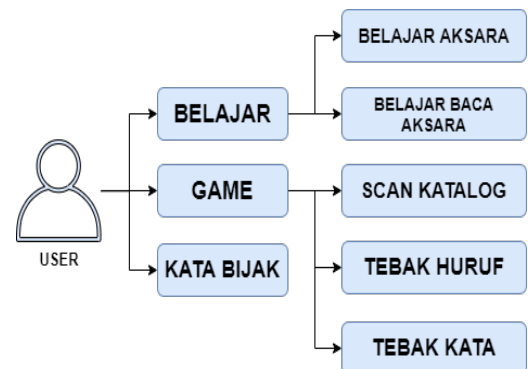 BELAJAR AKSARA
BELAJAR
BELAJAR BACA
AKSARA
GAME
SCAN KATALOG
USER
KATA BIJAK
TEBAK HURUF
TEBAK KATA